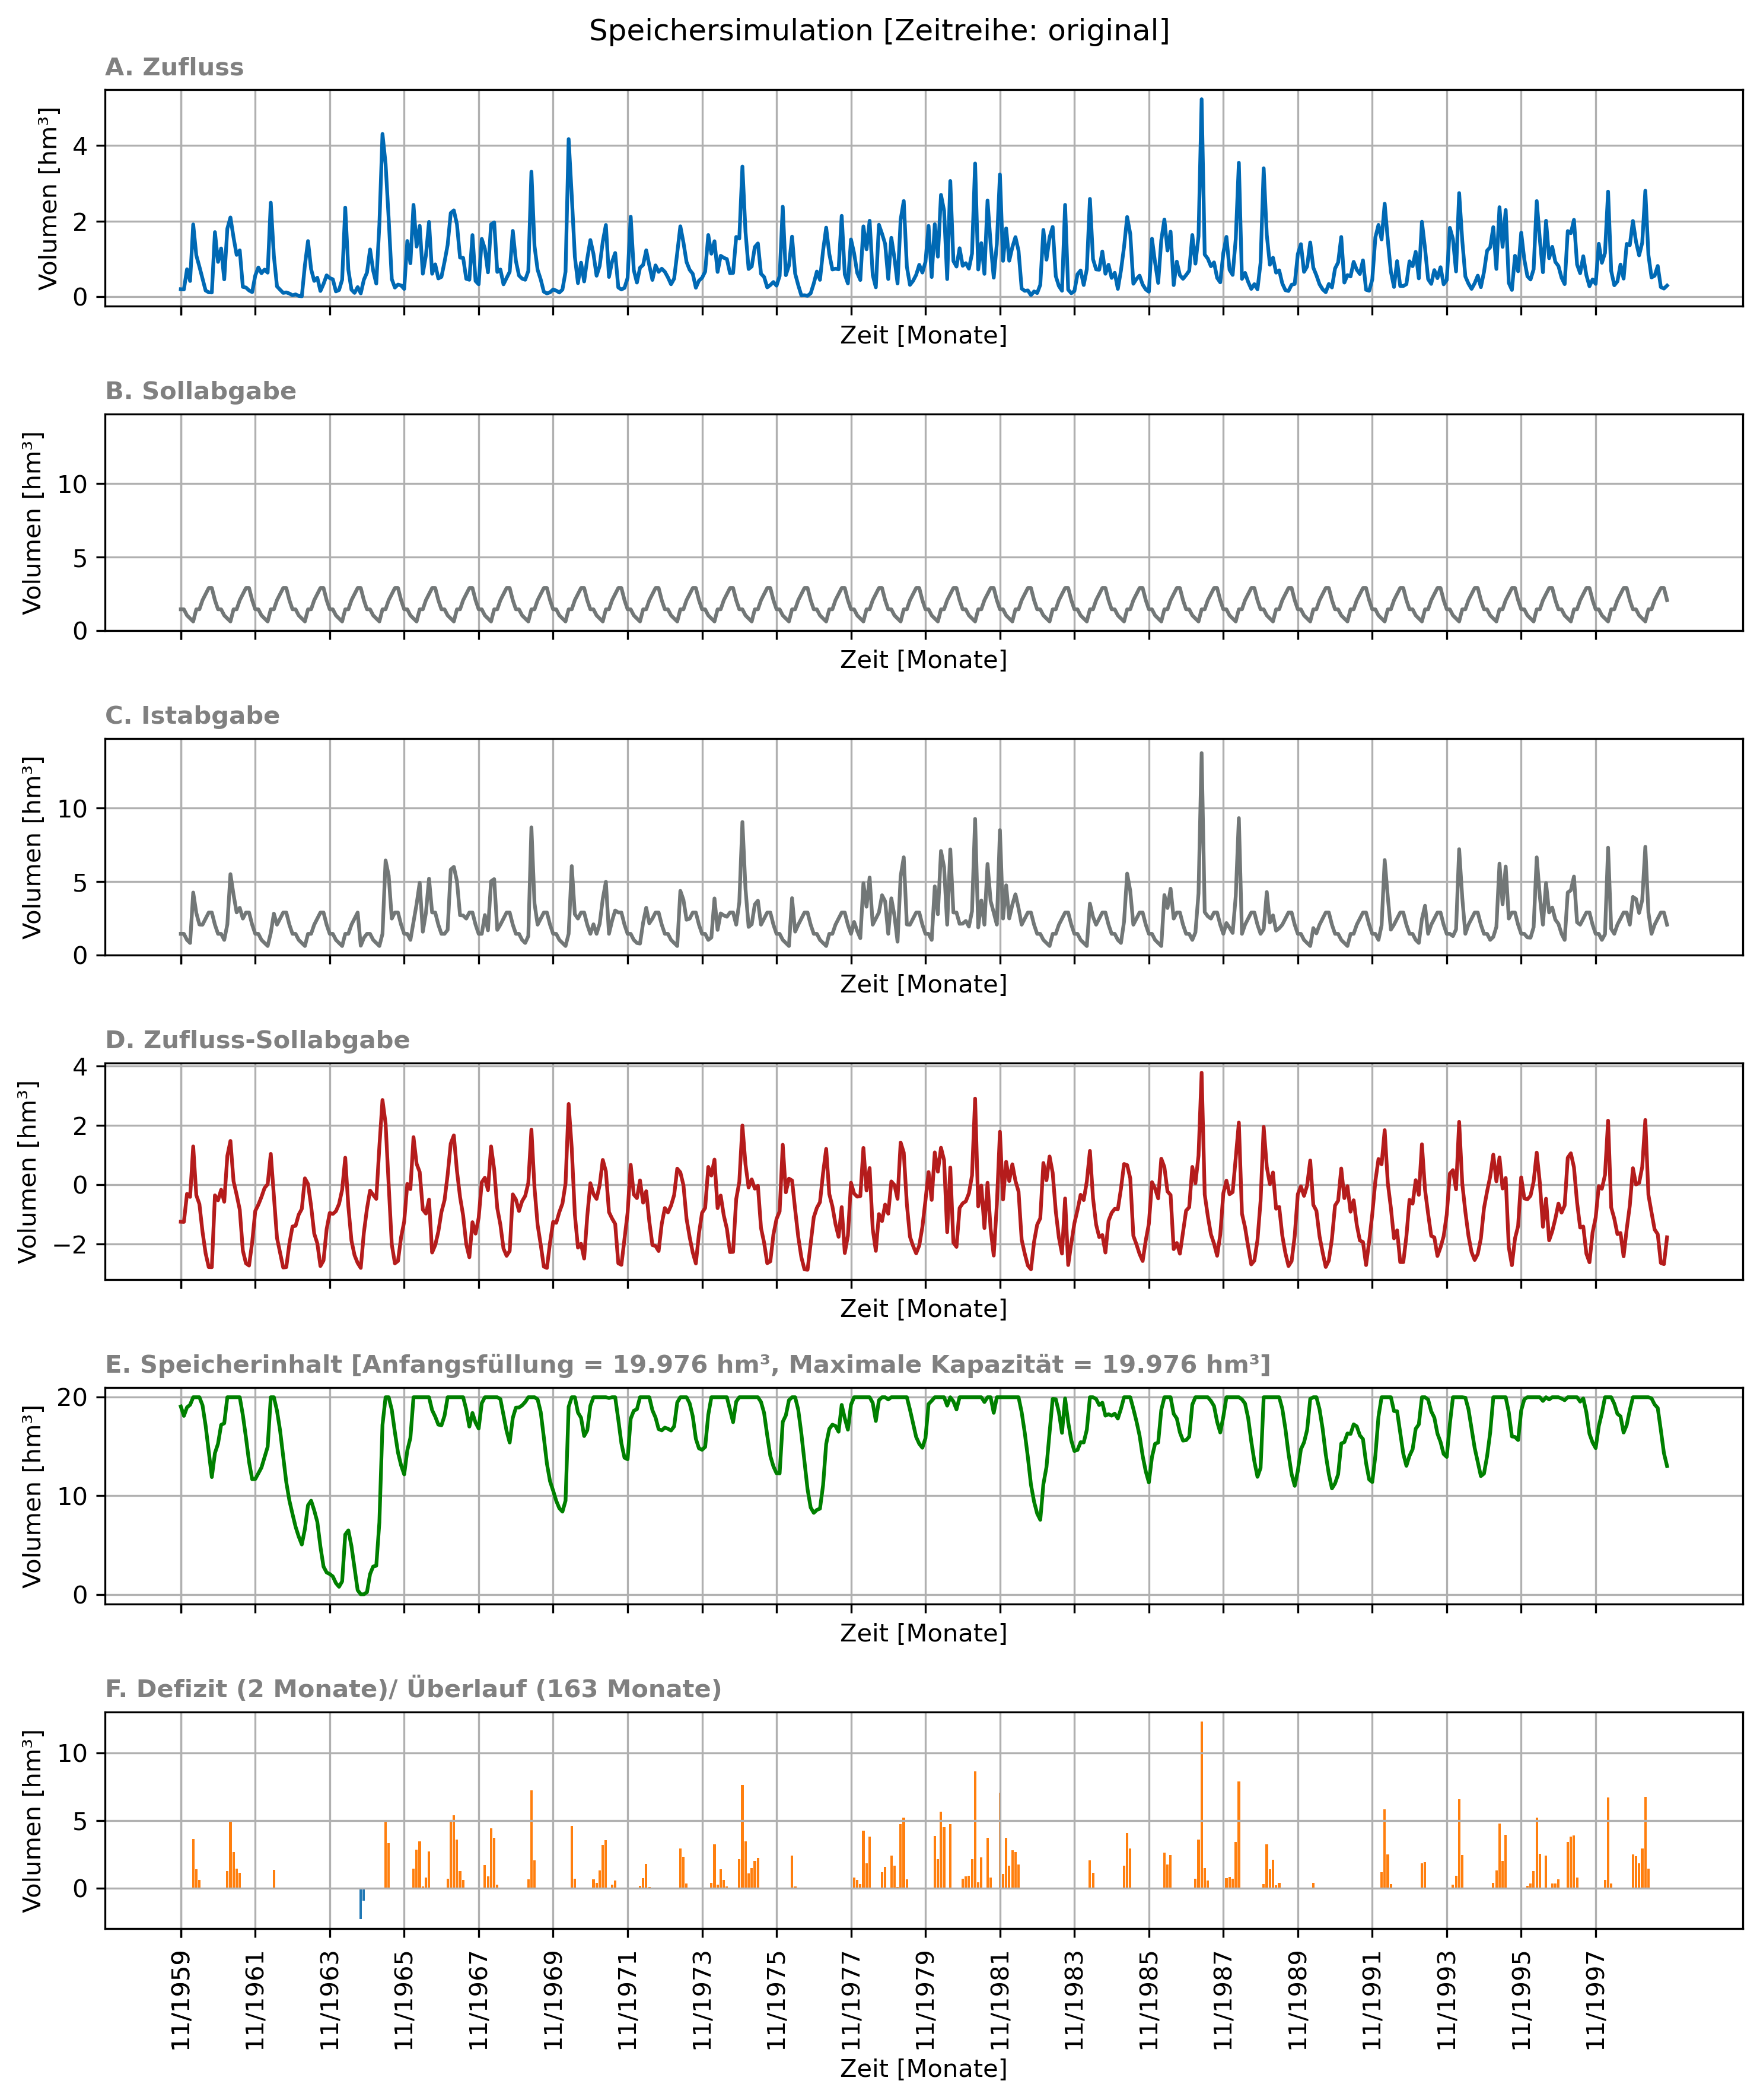 Speichersimulation [Zeitreihe: original]
A. Zufluss
Volumen [hm³]
4
2
0
Zeit [Monate]
B. Sollabgabe
Volumen [hm³]
10
5
0
Zeit [Monate]
C. Istabgabe
Volumen [hm³]
10
5
0
Zeit [Monate]
D. Zufluss-Sollabgabe
Volumen [hm³]
4
2
0
−2
Zeit [Monate]
E. Speicherinhalt [Anfangsfüllung = 19.976 hm³, Maximale Kapazität = 19.976 hm³]
Volumen [hm³]
20
10
0
Zeit [Monate]
F. Defizit (2 Monate)/ Überlauf (163 Monate)
Volumen [hm³]
10
5
0
11/1959
11/1961
11/1963
11/1965
11/1967
11/1969
11/1971
11/1973
11/1975
11/1977
11/1979
11/1981
11/1983
11/1985
11/1987
11/1989
11/1991
11/1993
11/1995
11/1997
Zeit [Monate]